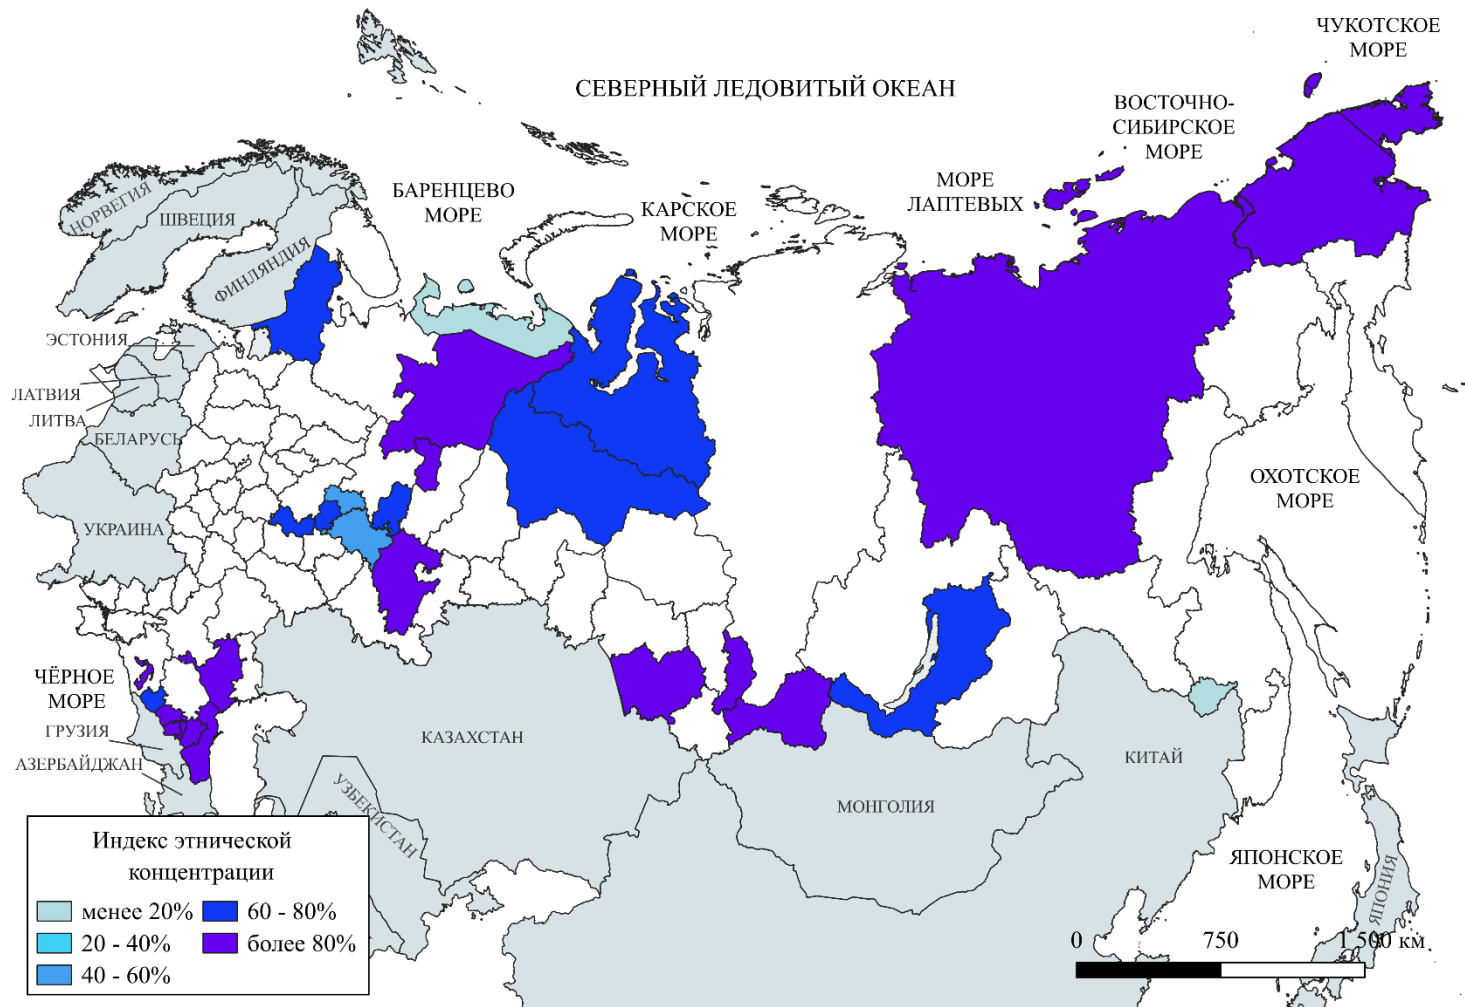 ЧУКОТСКОЕ
МОРЕ
СЕВЕРНЫЙ ЛЕДОВИТЫЙ ОКЕАН
ВОСТОЧНО-
СИБИРСКОЕ
МОРЕ
БАРЕНЦЕВО
МОРЕ
КАРСКОЕ
МОРЕ
МОРЕ
ЛАПТЕВЫХ
НОРВЕГИЯ
ШВЕЦИЯ
ФИНЛЯНДИЯ
ЭСТОНИЯ
ЛАТВИЯ
ЛИТВА
БЕЛАРУСЬ
УКРАИНА
ОХОТСКОЕ
МОРЕ
ЧЁРНОЕ
МОРЕ
ГРУЗИЯ
АЗЕРБАЙДЖАН
КАЗАХСТАН
УЗБЕКИСТАН
МОНГОЛИЯ
КИТАЙ
ЯПОНСКОЕ
МОРЕ
ЯПОНИЯ
Индекс этнической
концентрации
менее 20%
20 - 40%
40 - 60%
60 - 80%
более 80%
0 750 1 500 км